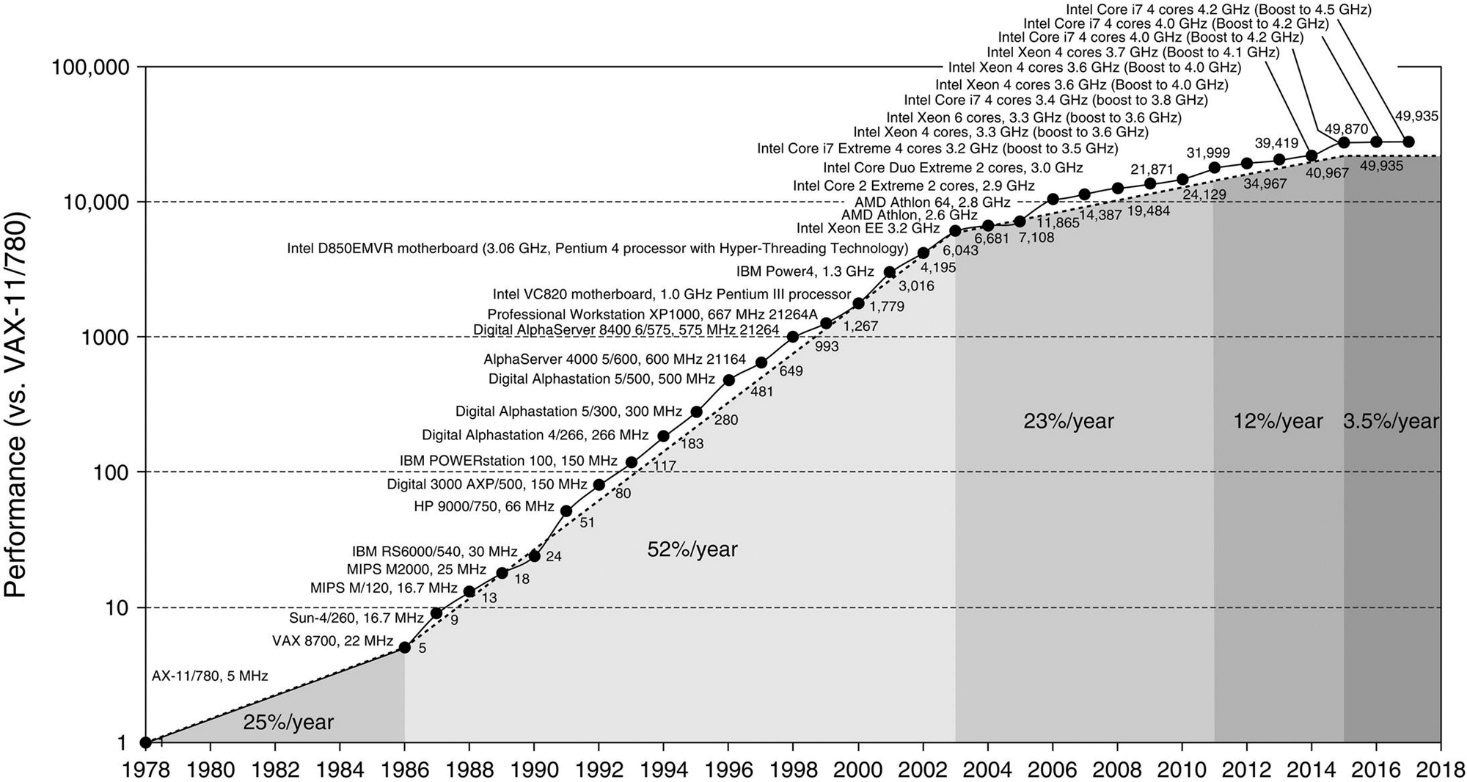 Intel Core i7 4 cores 4.2 GHz (Boost to 4.5 GHz)
Intel Core i7 4 cores 4.0 GHz (Boost to 4.2 GHz)
Intel Core i7 4 cores 4.0 GHz (Boost to 4.2 GHz)
Intel Xeon 4 cores 3.7 GHz (Boost to 4.1 GHz)
Intel Xeon 4 cores 3.6 GHz (Boost to 4.0 GHz)
Intel Xeon 4 cores 3.6 GHz (Boost to 4.0 GHz)
Intel Core i7 4 cores 3.4 GHz (boost to 3.8 GHz)
Intel Xeon 6 cores, 3.3 GHz (boost to 3.6 GHz)
Intel Xeon 4 cores, 3.3 GHz (boost to 3.6 GHz)
Intel Core i7 Extreme 4 cores 3.2 GHz (boost to 3.5 GHz)
Intel Core Duo Extreme 2 cores, 3.0 GHz
Intel Core 2 Extreme 2 cores, 2.9 GHz
AMD Athlon 64, 2.8 GHz
AMD Athlon, 2.6 GHz
Intel Xeon EE 3.2 GHz
Intel D850EMVR motherboard (3.06 GHz, Pentium 4 processor with Hyper-Threading Technology)
IBM Power4, 1.3 GHz
Intel VC820 motherboard, 1.0 GHz Pentium III processor
Professional Workstation XP1000, 667 MHz 21264A
Digital AlphaServer 8400 6/575, 575 MHz 21264
AlphaServer 4000 5/600, 600 MHz 21164
Digital Alphastation 5/500, 500 MHz
Digital Alphastation 5/300, 300 MHz
Digital Alphastation 4/266, 266 MHz
IBM POWERstation 100, 150 MHz
Digital 3000 AXP/500, 150 MHz
HP 9000/750, 66 MHz
IBM RS6000/540, 30 MHz
MIPS M2000, 25 MHz
MIPS M/120, 16.7 MHz
Sun-4/260, 16.7 MHz
VAX 8700, 22 MHz
AX-11/780, 5 MHz
49,935
49,870
49,935
39,419
40,967
31,999
34,967
21,871
24,129
19,484
14,387
11,865
7,108
6,681
6,043
4,195
3,016
1,779
1,267
993
649
481
280
183
117
80
51
24
18
13
9
5
25%/year
52%/year
23%/year
12%/year
3.5%/year
Performance (vs. VAX-11/780)
100,000
10,000
1000
100
10
1
1978 1980 1982 1984 1986 1988 1990 1992 1994 1996 1998 2000 2002 2004 2006 2008 2010 2012 2014 2016 2018